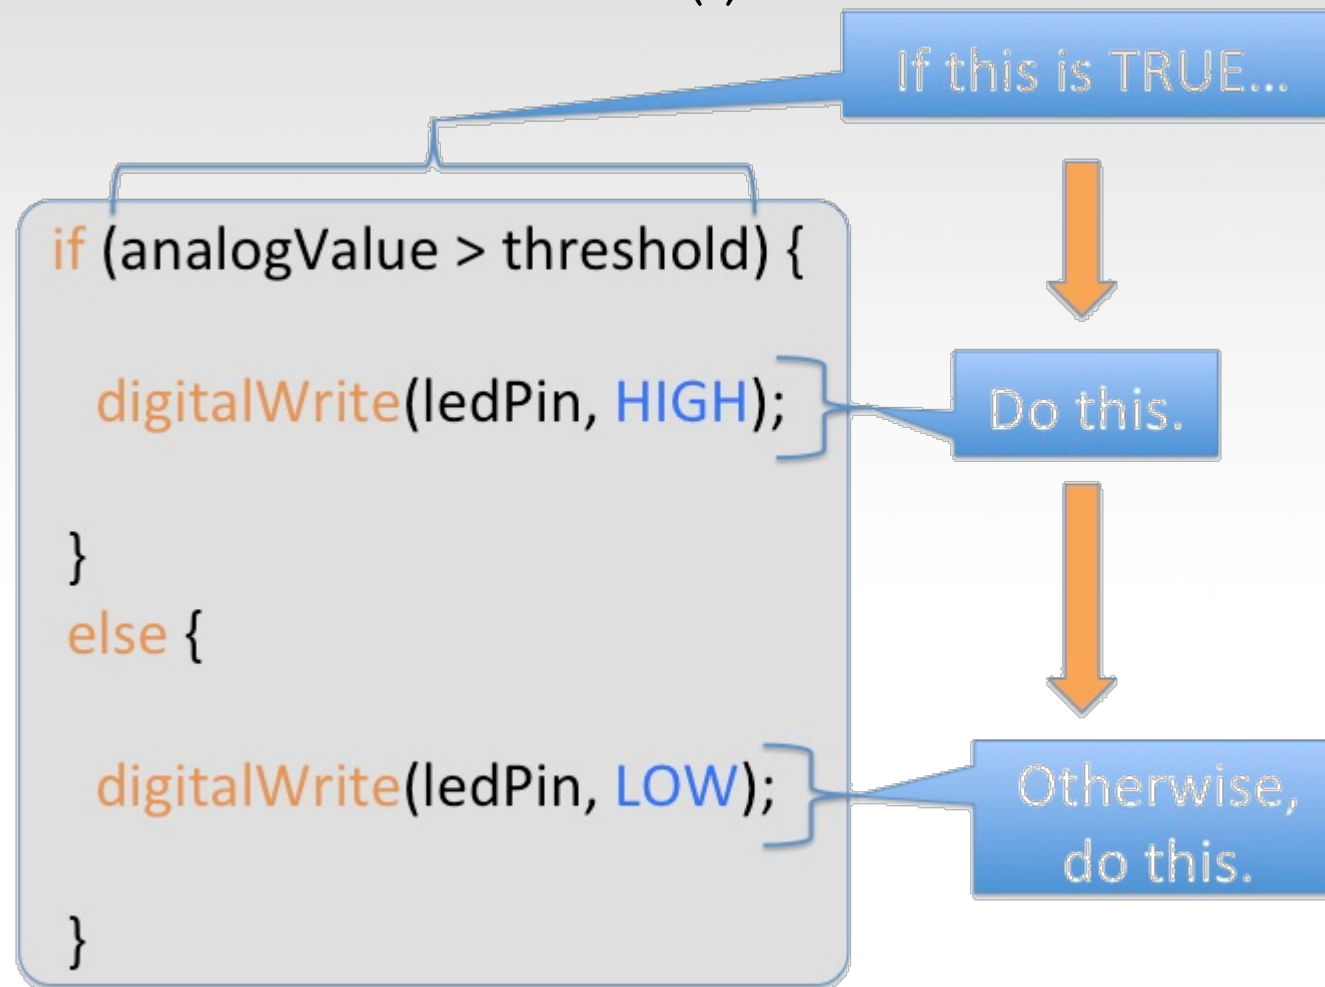 If this is TRUE...
if (analogValue > threshold) {
digitalWrite(ledPin, HIGH);
Do this.
}
else {
digitalWrite(ledPin, LOW);
Otherwise,
do this.
}